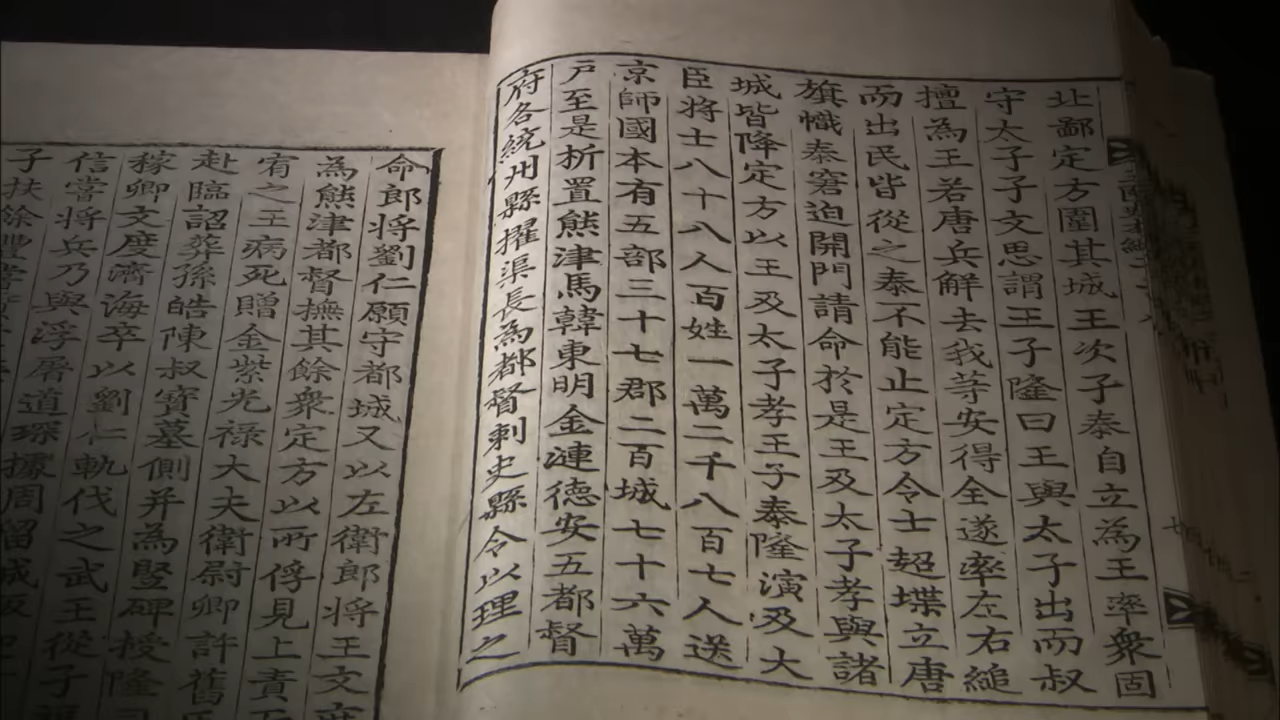 北鄙定方圍其城王次子泰自立為王率衆固
守太子子文思謂王子隆曰王與太子出而叔
擅為王若唐兵解去我等安得全遂率左右縋
而出民皆從之泰不能止定方令士超堞立唐
旗幟泰窘迫開門請命於是王及太子孝與諸
城皆降定方以王及太子孝王子泰隆演及大
臣將士八十八人百姓一萬二千八百七人送
京師國本有五部三十七郡二百城七十六萬
戶至是析置熊津馬韓東明金漣德安五都督
府各統州縣擢渠長為都督刺史縣令以理之
命郎將劉仁願守都城又以左衛郎將王文度
為熊津都督撫其餘衆定方以所俘見上責
宥之王病死贈金紫光祿大夫衛尉卿許舊
赴臨詔葬孫皓陳叔寶墓側并為竪碑授隆司
稼卿文度濟海卒以劉仁軌伐之武王從子福
信嘗將兵乃與浮屠道琛據周留城叛
子扶餘豐嘗